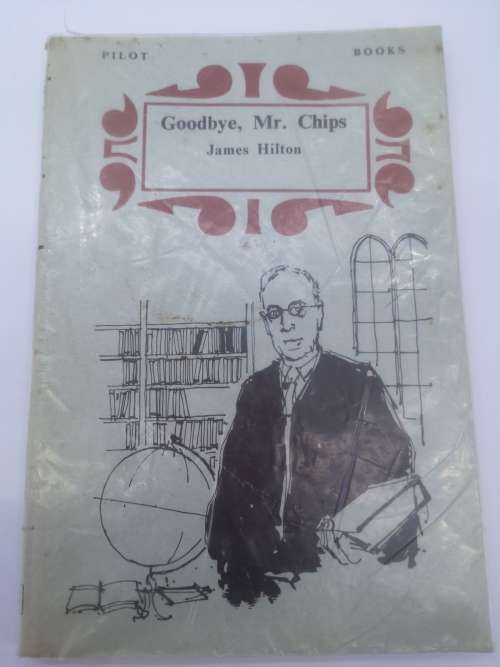 PILOT BOOKS
Goodbye, Mr. Chips
James Hilton